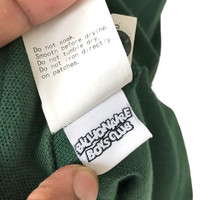 Do not soak.
Smooth before drying.
Do not tumble dry.
Do not iron directly
on patches.
BILLIONAIRE
BOYS CLUB